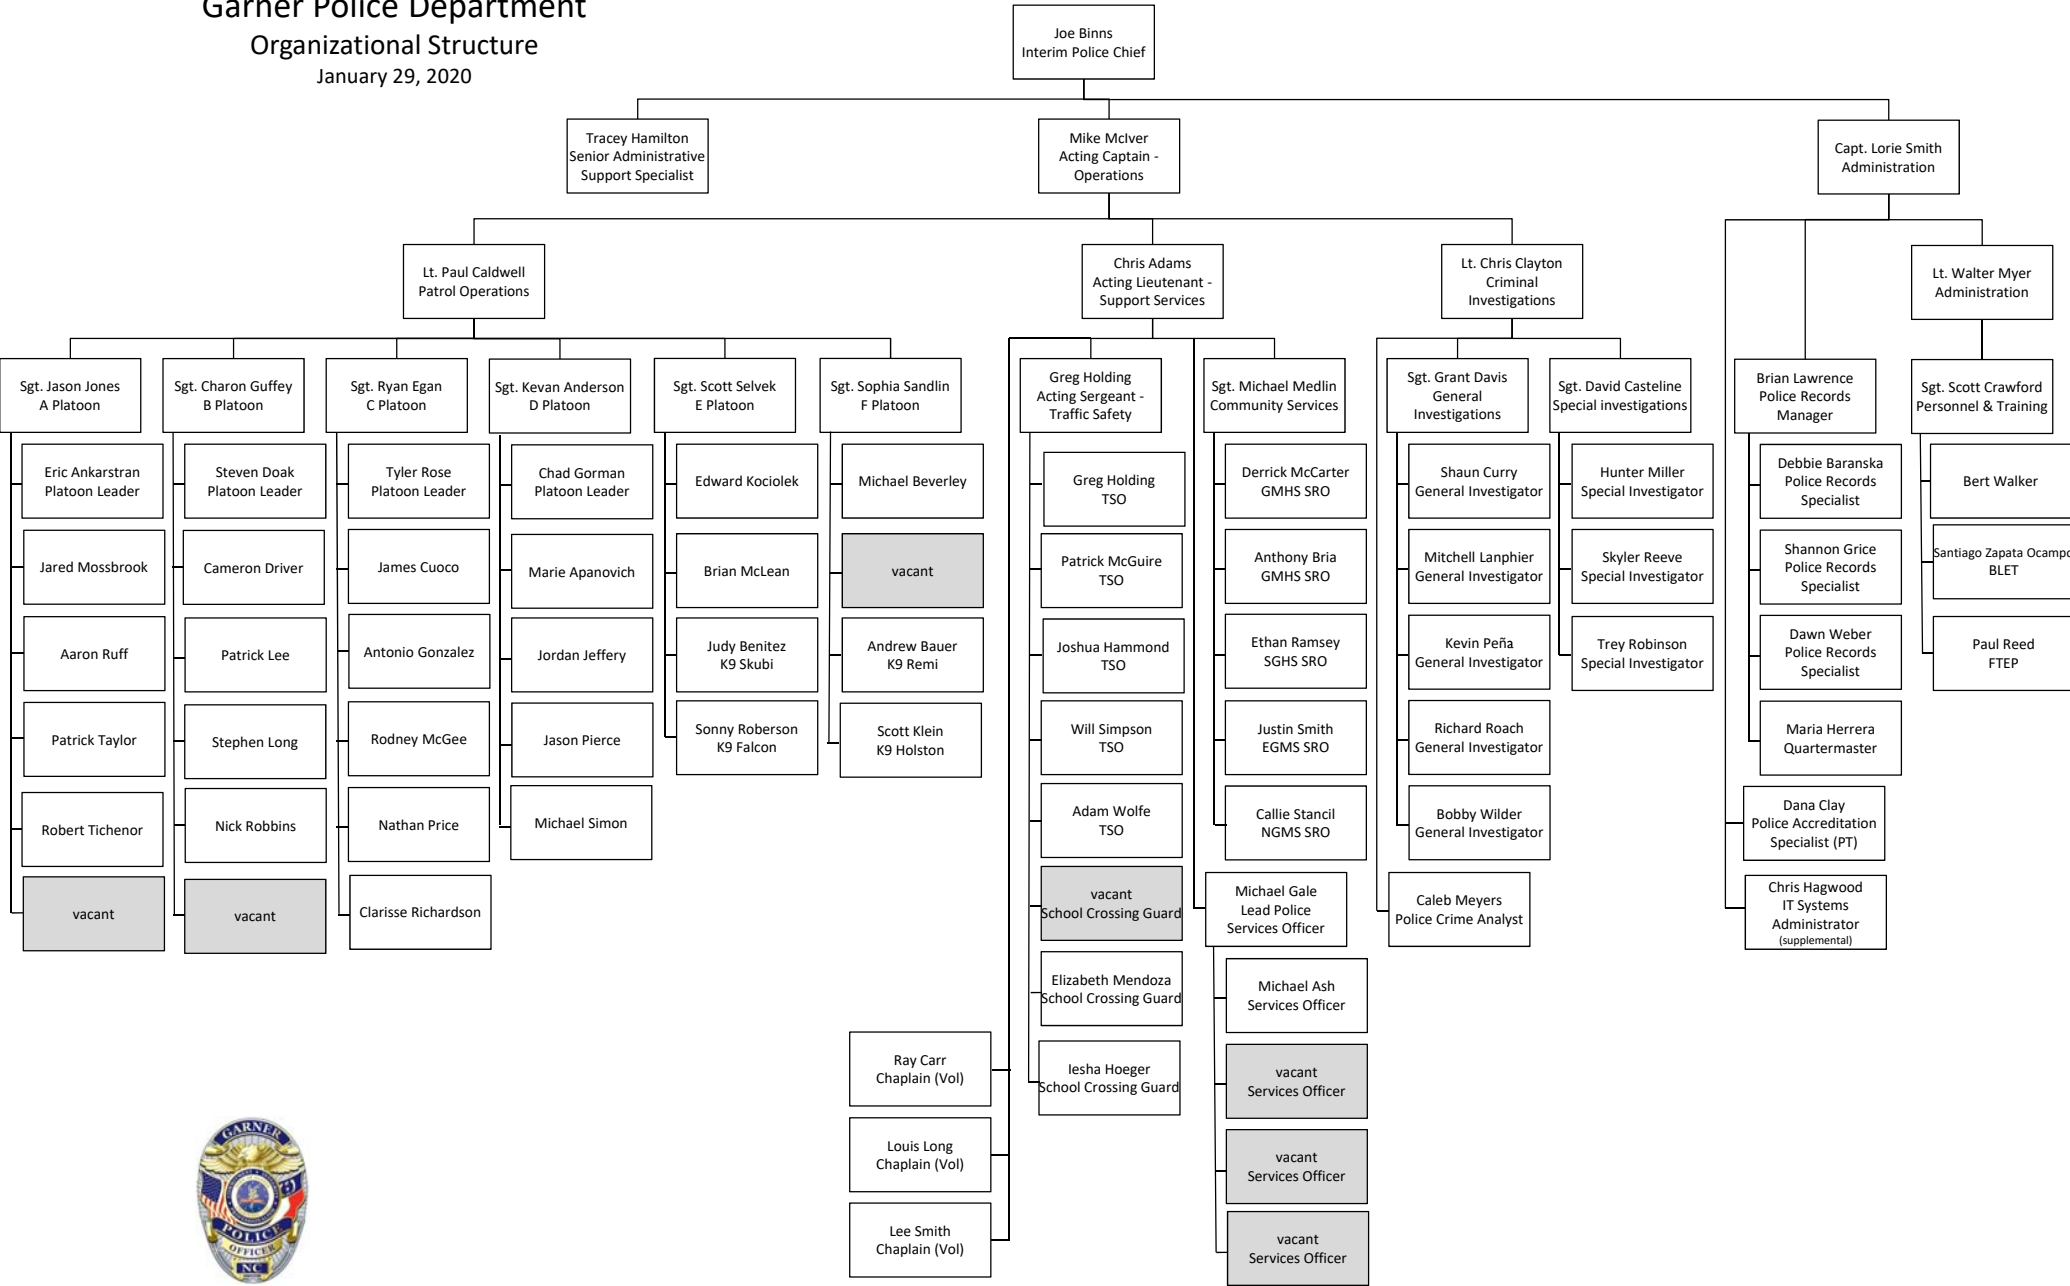 Garner Police Department
Organizational Structure
January 29, 2020
Joe Binns
Interim Police Chief
Tracey Hamilton
Senior Administrative
Support Specialist
Mike McIver
Acting Captain -
Operations
Capt. Lorie Smith
Administration
Lt. Paul Caldwell
Patrol Operations
Chris Adams
Acting Lieutenant -
Support Services
Lt. Chris Clayton
Criminal
Investigations
Lt. Walter Myer
Administration
Sgt. Jason Jones
A Platoon
Eric Ankarstran
Platoon Leader
Jared Mossbrook
Aaron Ruff
Patrick Taylor
Robert Tichenor
vacant
Sgt. Charon Guffey
B Platoon
Steven Doak
Platoon Leader
Cameron Driver
Patrick Lee
Stephen Long
Nick Robbins
vacant
Sgt. Ryan Egan
C Platoon
Tyler Rose
Platoon Leader
James Cuoco
Antonio Gonzalez
Rodney McGee
Nathan Price
Clarisse Richardson
Sgt. Kevan Anderson
D Platoon
Chad Gorman
Platoon Leader
Marie Apanovich
Jordan Jeffery
Jason Pierce
Michael Simon
Sgt. Scott Selvek
E Platoon
Edward Kociolek
Brian McLean
Judy Benitez
K9 Skubi
Sonny Roberson
K9 Falcon
Sgt. Sophia Sandlin
F Platoon
Michael Beverley
vacant
Andrew Bauer
K9 Remi
Scott Klein
K9 Holston
Greg Holding
Acting Sergeant -
Traffic Safety
Greg Holding
TSO
Patrick McGuire
TSO
Joshua Hammond
TSO
Will Simpson
TSO
Adam Wolfe
TSO
vacant
School Crossing Guard
Elizabeth Mendoza
School Crossing Guard
Iesha Hoeger
School Crossing Guard
Ray Carr
Chaplain (Vol)
Louis Long
Chaplain (Vol)
Lee Smith
Chaplain (Vol)
Sgt. Michael Medlin
Community Services
Derrick McCarter
GMHS SRO
Anthony Bria
GMHS SRO
Ethan Ramsey
SGHS SRO
Justin Smith
EGMS SRO
Callie Stancil
NGMS SRO
Michael Gale
Lead Police
Services Officer
Michael Ash
Services Officer
vacant
Services Officer
vacant
Services Officer
vacant
Services Officer
Sgt. Grant Davis
General
Investigations
Shaun Curry
General Investigator
Mitchell Lanphier
General Investigator
Kevin Peña
General Investigator
Richard Roach
General Investigator
Bobby Wilder
General Investigator
Caleb Meyers
Police Crime Analyst
Sgt. David Casteline
Special investigations
Hunter Miller
Special Investigator
Skyler Reeve
Special Investigator
Trey Robinson
Special Investigator
Brian Lawrence
Police Records
Manager
Debbie Baranska
Police Records
Specialist
Shannon Grice
Police Records
Specialist
Dawn Weber
Police Records
Specialist
Maria Herrera
Quartermaster
Dana Clay
Police Accreditation
Specialist (PT)
Chris Hagwood
IT Systems
Administrator
(supplemental)
Sgt. Scott Crawford
Personnel & Training
Bert Walker
Santiago Zapata Ocampo
BLET
Paul Reed
FTEP
GARNER
POLICE
OFFICER
NC